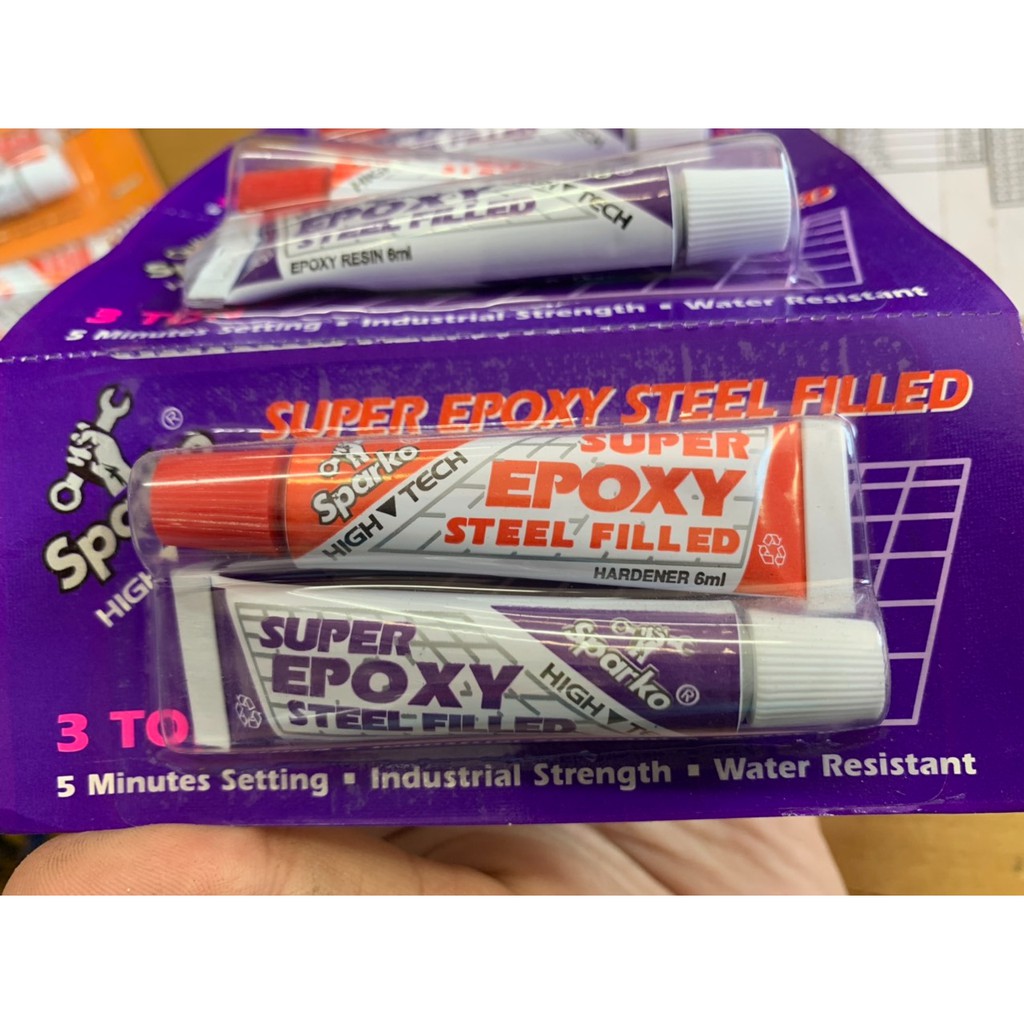 TECH
EPOXY
STEEL FILLED
EPOXY RESIN 6ml
5 Minutes Setting ▪ Industrial Strength ▪ Water Resistant
®
SUPER EPOXY STEEL FILLED
HIGH
Sparko
HIGH▼TECH
SUPER
EPOXY
STEEL FILLED
HARDENER 6ml
SUPER
EPOXY
STEEL FILLED
Sparko®
HIGH▼
3 TO
5 Minutes Setting ▪ Industrial Strength ▪ Water Resistant